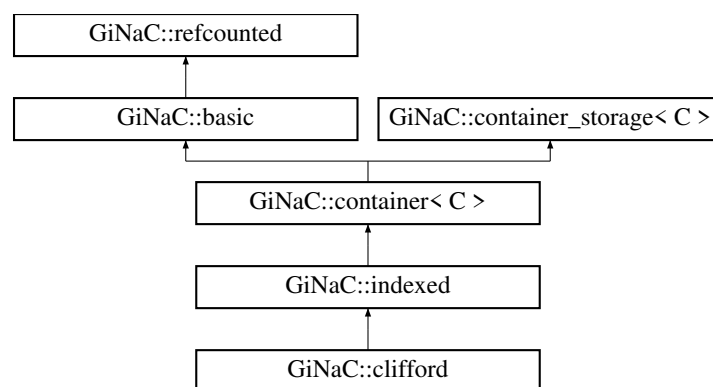 GiNaC::refcounted
GiNaC::basic
GiNaC::container_storage< C >
GiNaC::container< C >
GiNaC::indexed
GiNaC::clifford